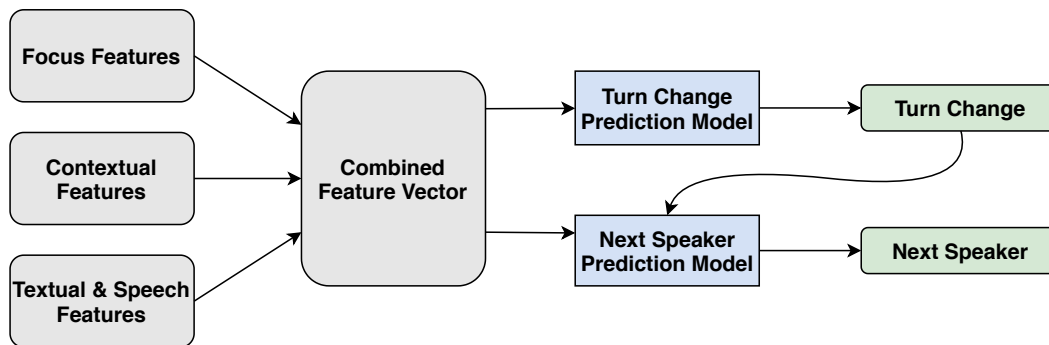 Focus Features
Contextual
Features
Textual & Speech
Features
Combined
Feature Vector
Turn Change
Prediction Model
Turn Change
Next Speaker
Prediction Model
Next Speaker